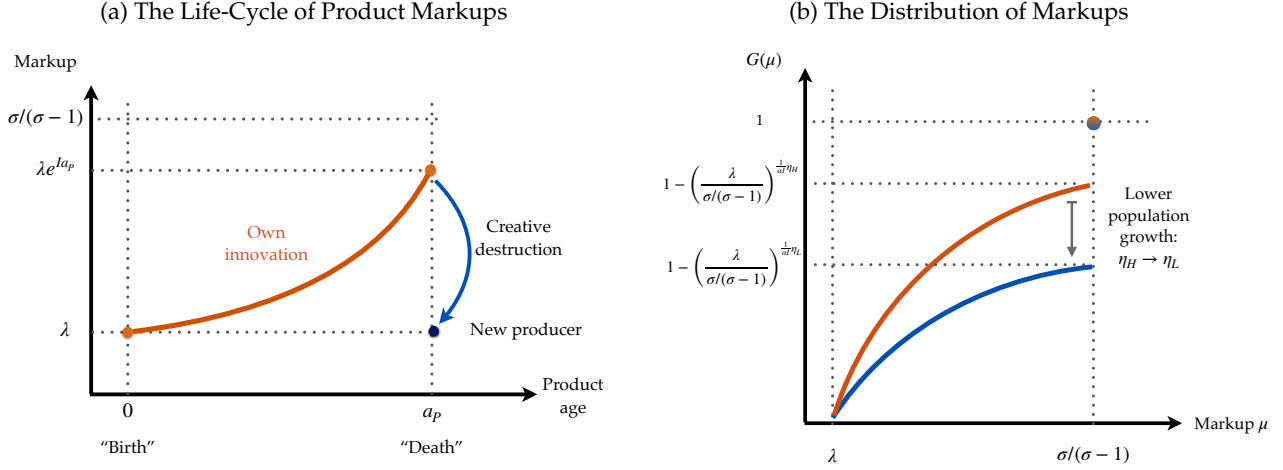 (a) The Life-Cycle of Product Markups
Markup
σ/(σ − 1)
λe^{Ia_P}
λ
Own
innovation
Creative
destruction
New producer
Product
age
0
a_P
“Birth”
“Death”
(b) The Distribution of Markups
G(μ)
1
1 − (λ / σ/(σ − 1))^{1/αI η_H}
1 − (λ / σ/(σ − 1))^{1/αI η_L}
Lower
population
growth:
η_H → η_L
Markup μ
λ
σ/(σ − 1)